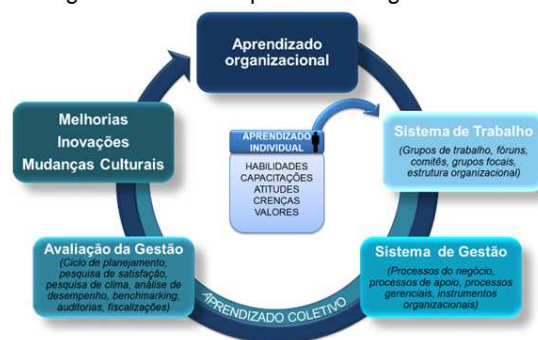 Aprendizado
organizacional
Melhorias
Inovações
Mudanças Culturais
APRENDIZADO
INDIVIDUAL
HABILIDADES
CAPACITAÇÕES
ATITUDES
CRENÇAS
VALORES
Sistema de Trabalho
(Grupos de trabalho, fóruns,
comitês, grupos focais,
estrutura organizacional)
Avaliação da Gestão
(Ciclo de planejamento,
pesquisa de satisfação,
pesquisa de clima, análise de
desempenho, benchmarking,
auditorias, fiscalizações)
Sistema de Gestão
(Processos do negócio,
processos de apoio, processos
gerenciais, instrumentos
organizacionais)
APRENDIZADO COLETIVO